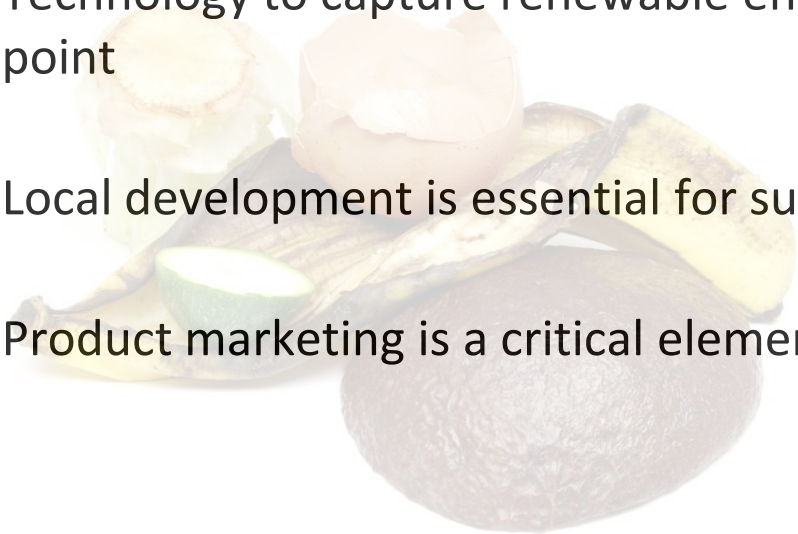 Technology to capture renewable
point
Local development is essential for
Product marketing is a critical